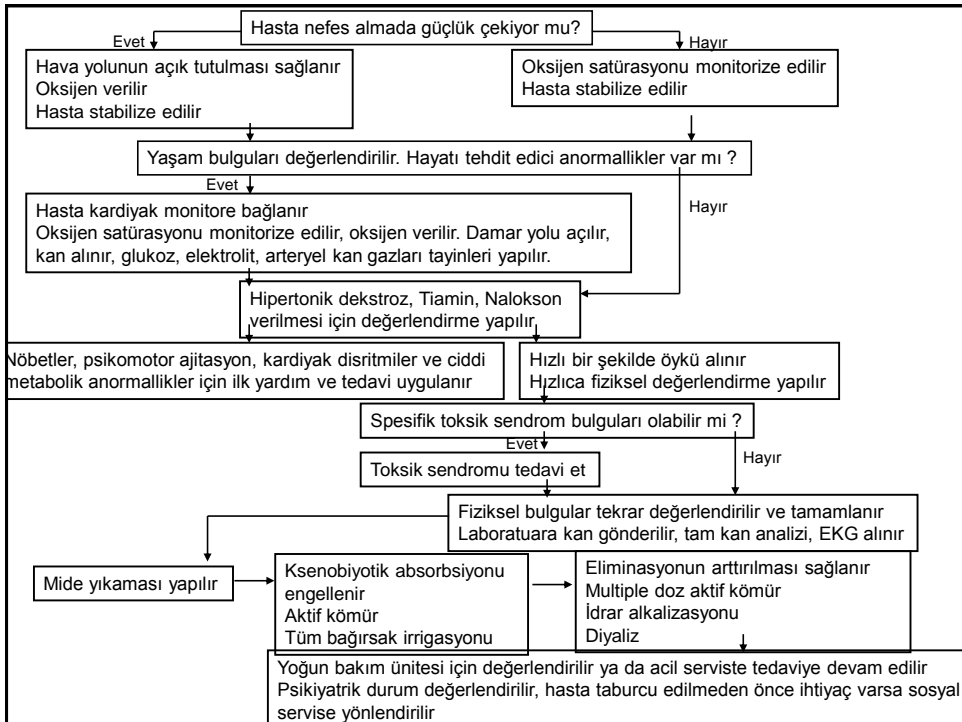 Hasta nefes almada güçlük çekiyor mu?
Evet
Hayır
Hava yolunun açık tutulması sağlanır
Oksijen verilir
Hasta stabilize edilir
Oksijen satürasyonu monitorize edilir
Hasta stabilize edilir
Yaşam bulguları değerlendirilir. Hayatı tehdit edici anormallikler var mı ?
Evet
Hayır
Hasta kardiyak monitore bağlanır
Oksijen satürasyonu monitorize edilir, oksijen verilir. Damar yolu açılır,
kan alınır, glukoz, elektrolit, arteryel kan gazları tayinleri yapılır.
Hipertonik dekstroz, Tiamin, Nalokson
verilmesi için değerlendirme yapılır
Nöbetler, psikomotor ajitasyon, kardiyak disritmiler ve ciddi
metabolik anormallikler için ilk yardım ve tedavi uygulanır
Hızlı bir şekilde öykü alınır
Hızlıca fiziksel değerlendirme yapılır
Spesifik toksik sendrom bulguları olabilir mi ?
Evet
Hayır
Toksik sendromu tedavi et
Fiziksel bulgular tekrar değerlendirilir ve tamamlanır
Laboratuara kan gönderilir, tam kan analizi, EKG alınır
Mide yıkaması yapılır
Ksenobiyotik absorbsiyonu
engellenir
Aktif kömür
Tüm bağırsak irrigasyonu
Eliminasyonun arttırılması sağlanır
Multiple doz aktif kömür
İdrar alkalizasyonu
Diyaliz
Yoğun bakım ünitesi için değerlendirilir ya da acil serviste tedaviye devam edilir
Psikiyatrik durum değerlendirilir, hasta taburcu edilmeden önce ihtiyaç varsa sosyal
servise yönlendirilir